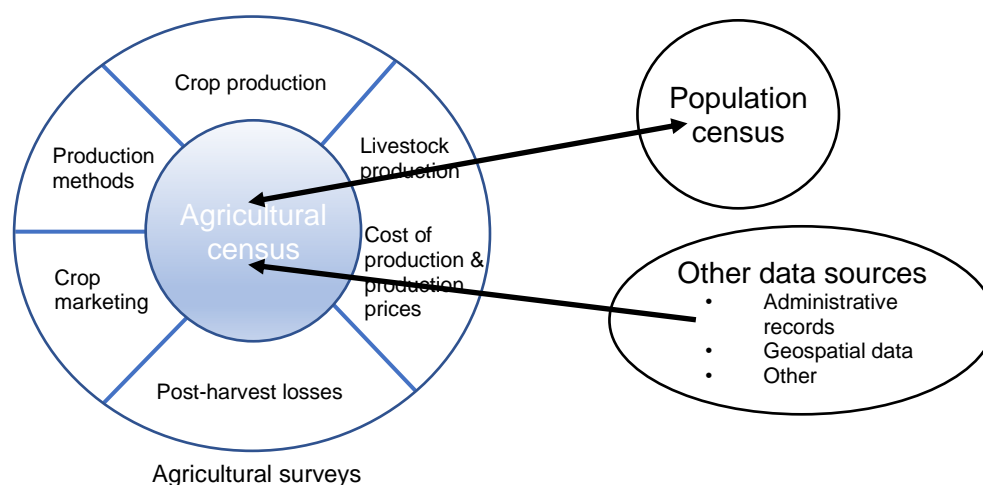 Crop production
Production
methods
Livestock
production
Agricultural
census
Cost of
production &
production
prices
Crop
marketing
Post-harvest losses
Agricultural surveys
Population
census
Other data sources
• Administrative
records
• Geospatial data
• Other